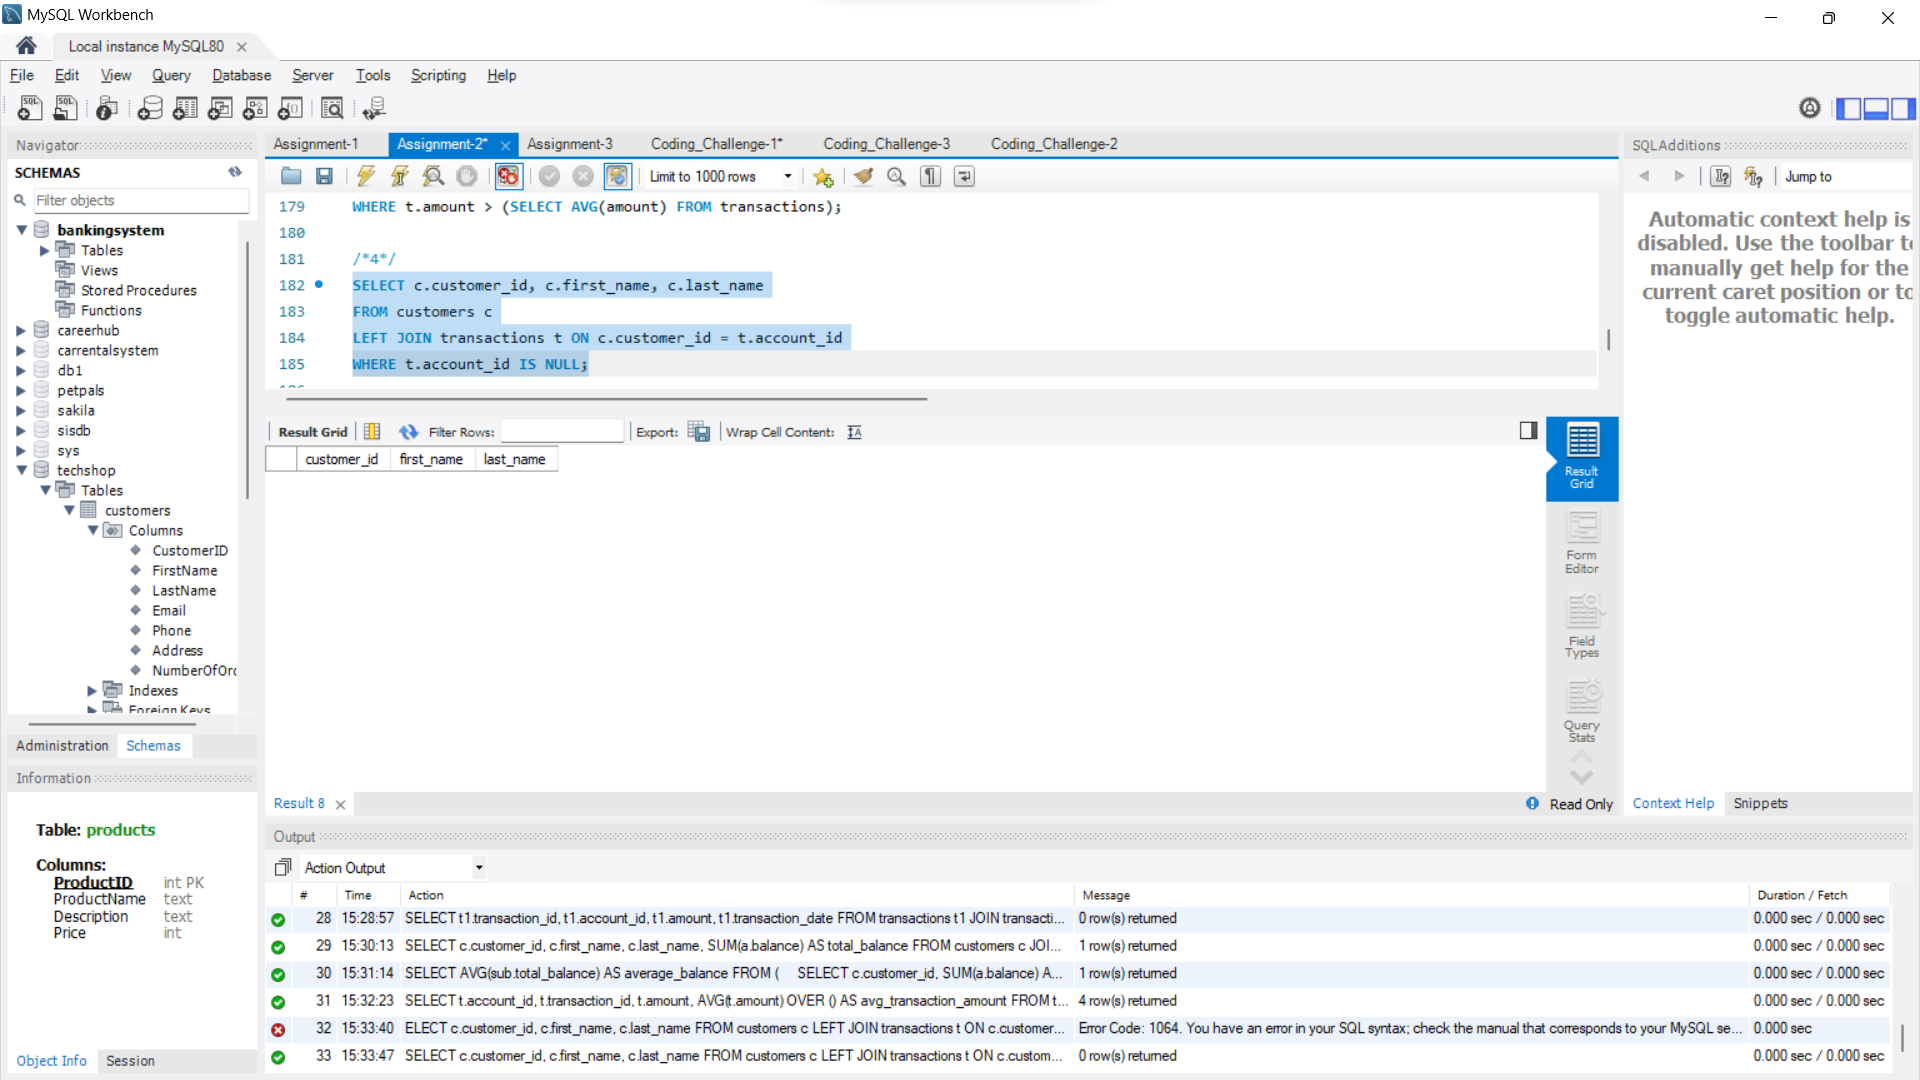 MySQL Workbench
Local instance MySQL80
File Edit View Query Database Server Tools Scripting Help
Navigator
SCHEMAS
Filter objects
bankingsystem
Tables
Views
Stored Procedures
Functions
careerhub
carrentalsystem
db1
petpals
sakila
sisdb
sys
techshop
Tables
customers
Columns
CustomerID
FirstName
LastName
Email
Phone
Address
NumberOfOr
Indexes
Foreign Keys
Administration Schemas
Information
Table: products
Columns:
ProductID int PK
ProductName text
Description text
Price int
Object Info Session
Assignment-1 Assignment-2* Assignment-3 Coding_Challenge-1* Coding_Challenge-3 Coding_Challenge-2
Limit to 1000 rows
179 WHERE t.amount > (SELECT AVG(amount) FROM transactions);
180
181 /*4*/
182 SELECT c.customer_id, c.first_name, c.last_name
183 FROM customers c
184 LEFT JOIN transactions t ON c.customer_id = t.account_id
185 WHERE t.account_id IS NULL;
Result Grid Filter Rows: Export: Wrap Cell Content:
customer_id first_name last_name
Result Grid
Form Editor
Field Types
Query Stats
Result 8
Read Only
SQLAdditions
Jump to
Automatic context help is
disabled. Use the toolbar t
manually get help for the
current caret position or to
toggle automatic help.
Context Help Snippets
Output
Action Output
# Time Action Message Duration / Fetch
28 15:28:57 SELECT t1.transaction_id, t1.account_id, t1.amount, t1.transaction_date FROM transactions t1 JOIN transacti... 0 row(s) returned 0.000 sec / 0.000 sec
29 15:30:13 SELECT c.customer_id, c.first_name, c.last_name, SUM(a.balance) AS total_balance FROM customers c JOI... 1 row(s) returned 0.000 sec / 0.000 sec
30 15:31:14 SELECT AVG(sub.total_balance) AS average_balance FROM ( SELECT c.customer_id, SUM(a.balance) A... 1 row(s) returned 0.000 sec / 0.000 sec
31 15:32:23 SELECT t.account_id, t.transaction_id, t.amount, AVG(t.amount) OVER () AS avg_transaction_amount FROM t... 4 row(s) returned 0.000 sec / 0.000 sec
32 15:33:40 ELECT c.customer_id, c.first_name, c.last_name FROM customers c LEFT JOIN transactions t ON c.customer... Error Code: 1064. You have an error in your SQL syntax; check the manual that corresponds to your MySQL se... 0.000 sec
33 15:33:47 SELECT c.customer_id, c.first_name, c.last_name FROM customers c LEFT JOIN transactions t ON c.custom... 0 row(s) returned 0.000 sec / 0.000 sec